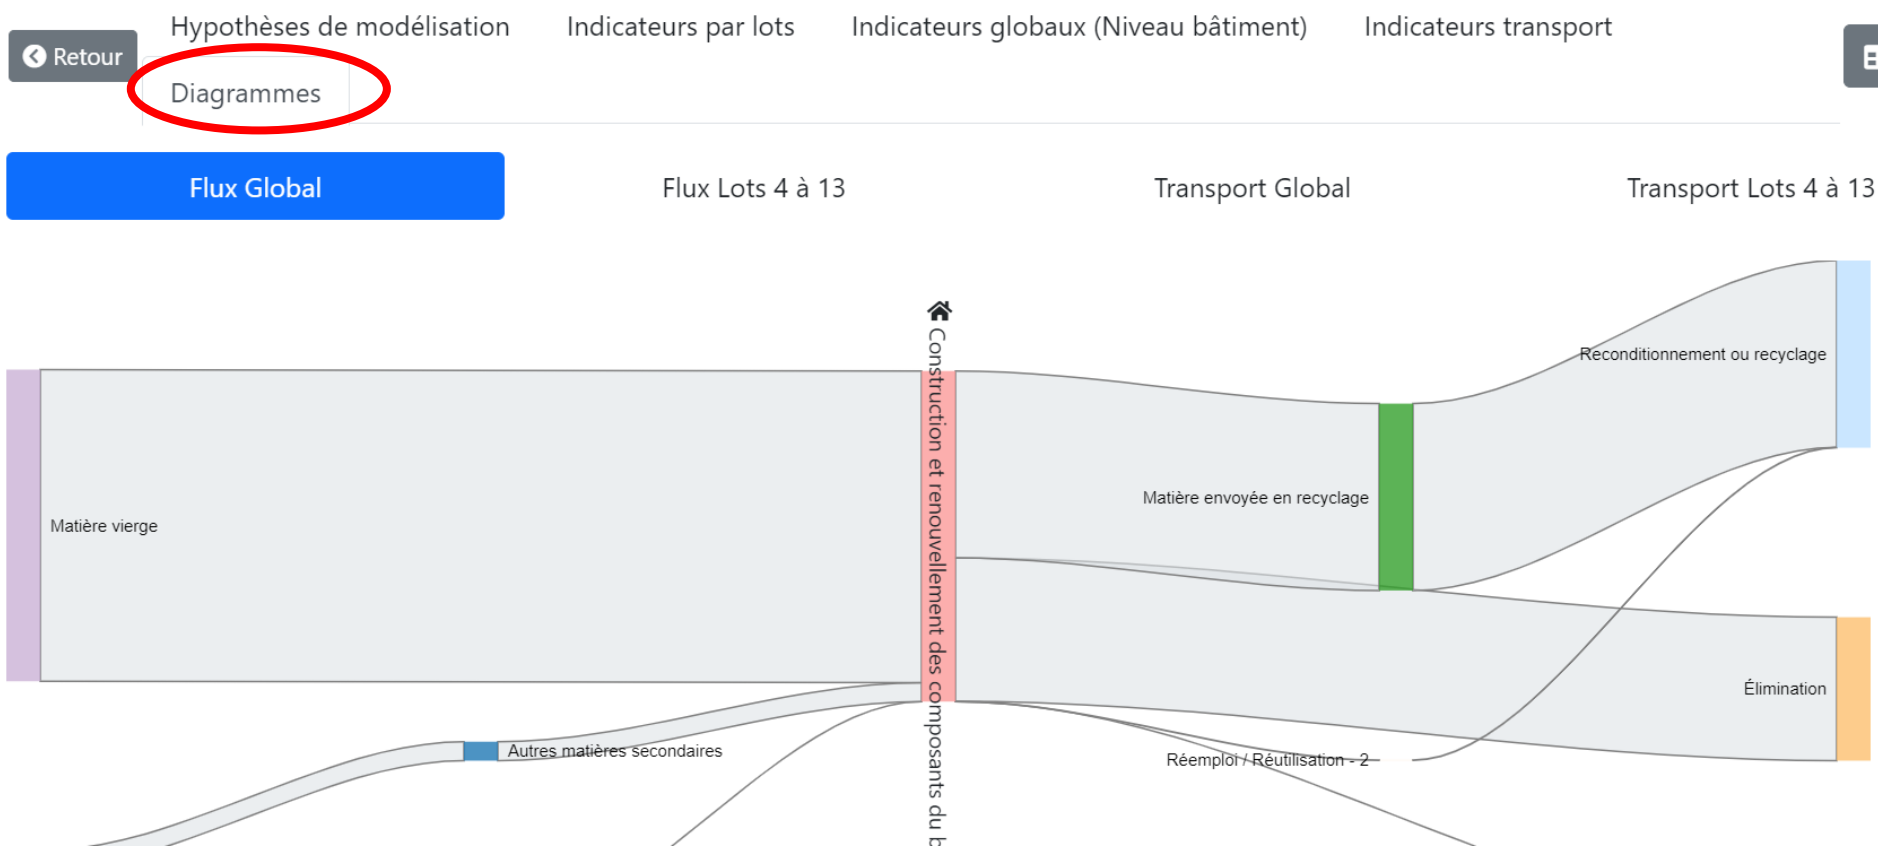 Hypothèses de modélisation
Indicateurs par lots
Indicateurs globaux (Niveau bâtiment)
Indicateurs transport
Retour
Diagrammes
Flux Global
Flux Lots 4 à 13
Transport Global
Transport Lots 4 à 13
Construction et renouvellement des composants du b
Reconditionnement ou recyclage
Matière envoyée en recyclage
Matière vierge
Élimination
Autres matières secondaires
Réemploi / Réutilisation - 2